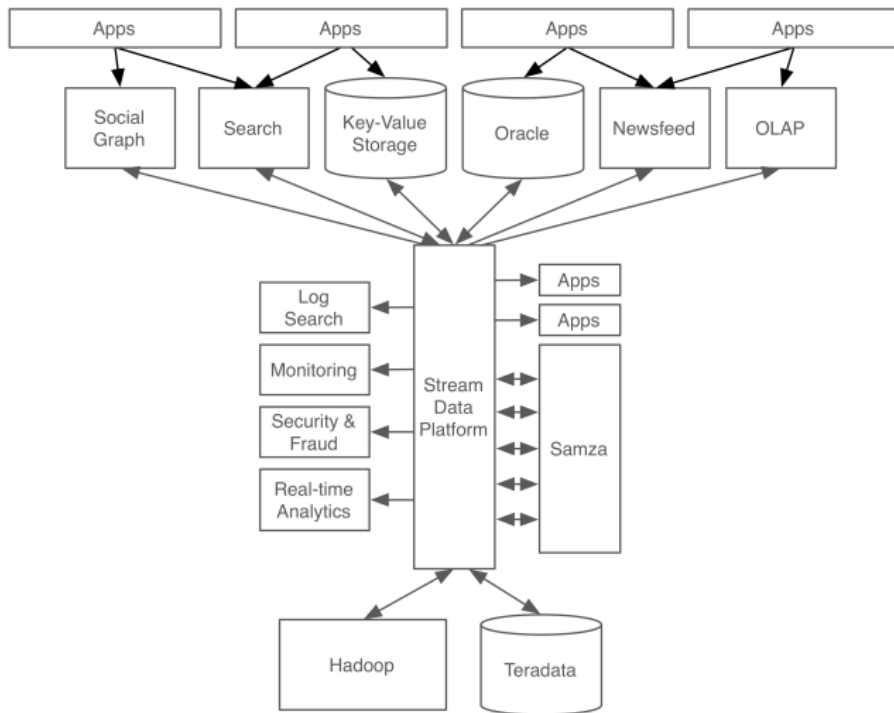 Apps
Apps
Apps
Apps
Social
Graph
Search
Key-Value
Storage
Oracle
Newsfeed
OLAP
Log
Search
Monitoring
Security &
Fraud
Real-time
Analytics
Stream
Data
Platform
Apps
Apps
Samza
Hadoop
Teradata